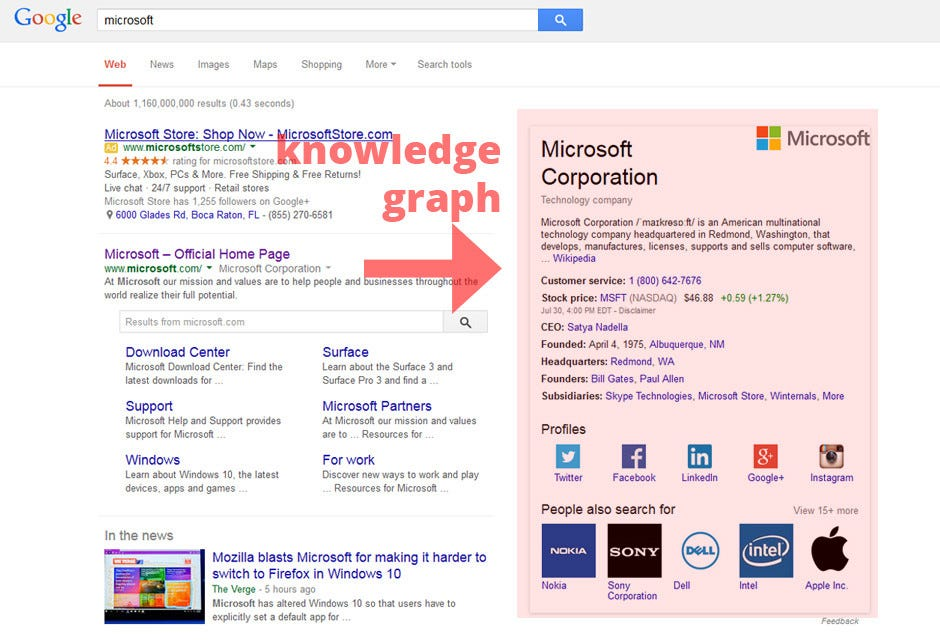 Google
microsoft
Web News Images Maps Shopping More Search tools
About 1,160,000,000 results (0.43 seconds)
Microsoft Store: Shop Now - MicrosoftStore.com
Ad www.microsoftstore.com/
4.4 rating for microsoftstore.com
Surface, Xbox, PCs & More. Free Shipping & Free Returns!
Live chat · 24/7 support · Retail stores
Microsoft Store has 1,255 followers on Google+
6000 Glades Rd, Boca Raton, FL - (855) 270-6581
knowledge
graph
Microsoft – Official Home Page
www.microsoft.com/ Microsoft Corporation
At Microsoft our mission and values are to help people and businesses throughout the
world realize their full potential.
Results from microsoft.com
Download Center
Microsoft Download Center: Find the
latest downloads for ...
Surface
Learn about the Surface 3 and
Surface Pro 3 and find a ...
Support
Microsoft Help and Support provides
support for Microsoft ...
Microsoft Partners
At Microsoft our mission and values
are to ... Resources for ...
Windows
Learn about Windows 10, the latest
devices, apps and games ...
For work
Discover new ways to work and play
... Resources for Microsoft ...
In the news
Mozilla blasts Microsoft for making it harder to
switch to Firefox in Windows 10
The Verge - 5 hours ago
Microsoft has altered Windows 10 so that users have to
explicitly set a default app for ...
Microsoft
Microsoft
Corporation
Technology company
Microsoft Corporation /ˈmaɪkrəsɒːft/ is an American multinational
technology company headquartered in Redmond, Washington, that
develops, manufactures, licenses, supports and sells computer software,
... Wikipedia
Customer service: 1 (800) 642-7676
Stock price: MSFT (NASDAQ) $46.88 +0.59 (+1.27%)
Jul 30, 4:00 PM EDT - Disclaimer
CEO: Satya Nadella
Founded: April 4, 1975, Albuquerque, NM
Headquarters: Redmond, WA
Founders: Bill Gates, Paul Allen
Subsidiaries: Skype Technologies, Microsoft Store, Winternals, More
Profiles
in g+
Twitter Facebook LinkedIn Google+ Instagram
People also search for View 15+ more
NOKIA SONY DELL intel
Nokia Sony Dell Intel Apple Inc.
Corporation
Feedback